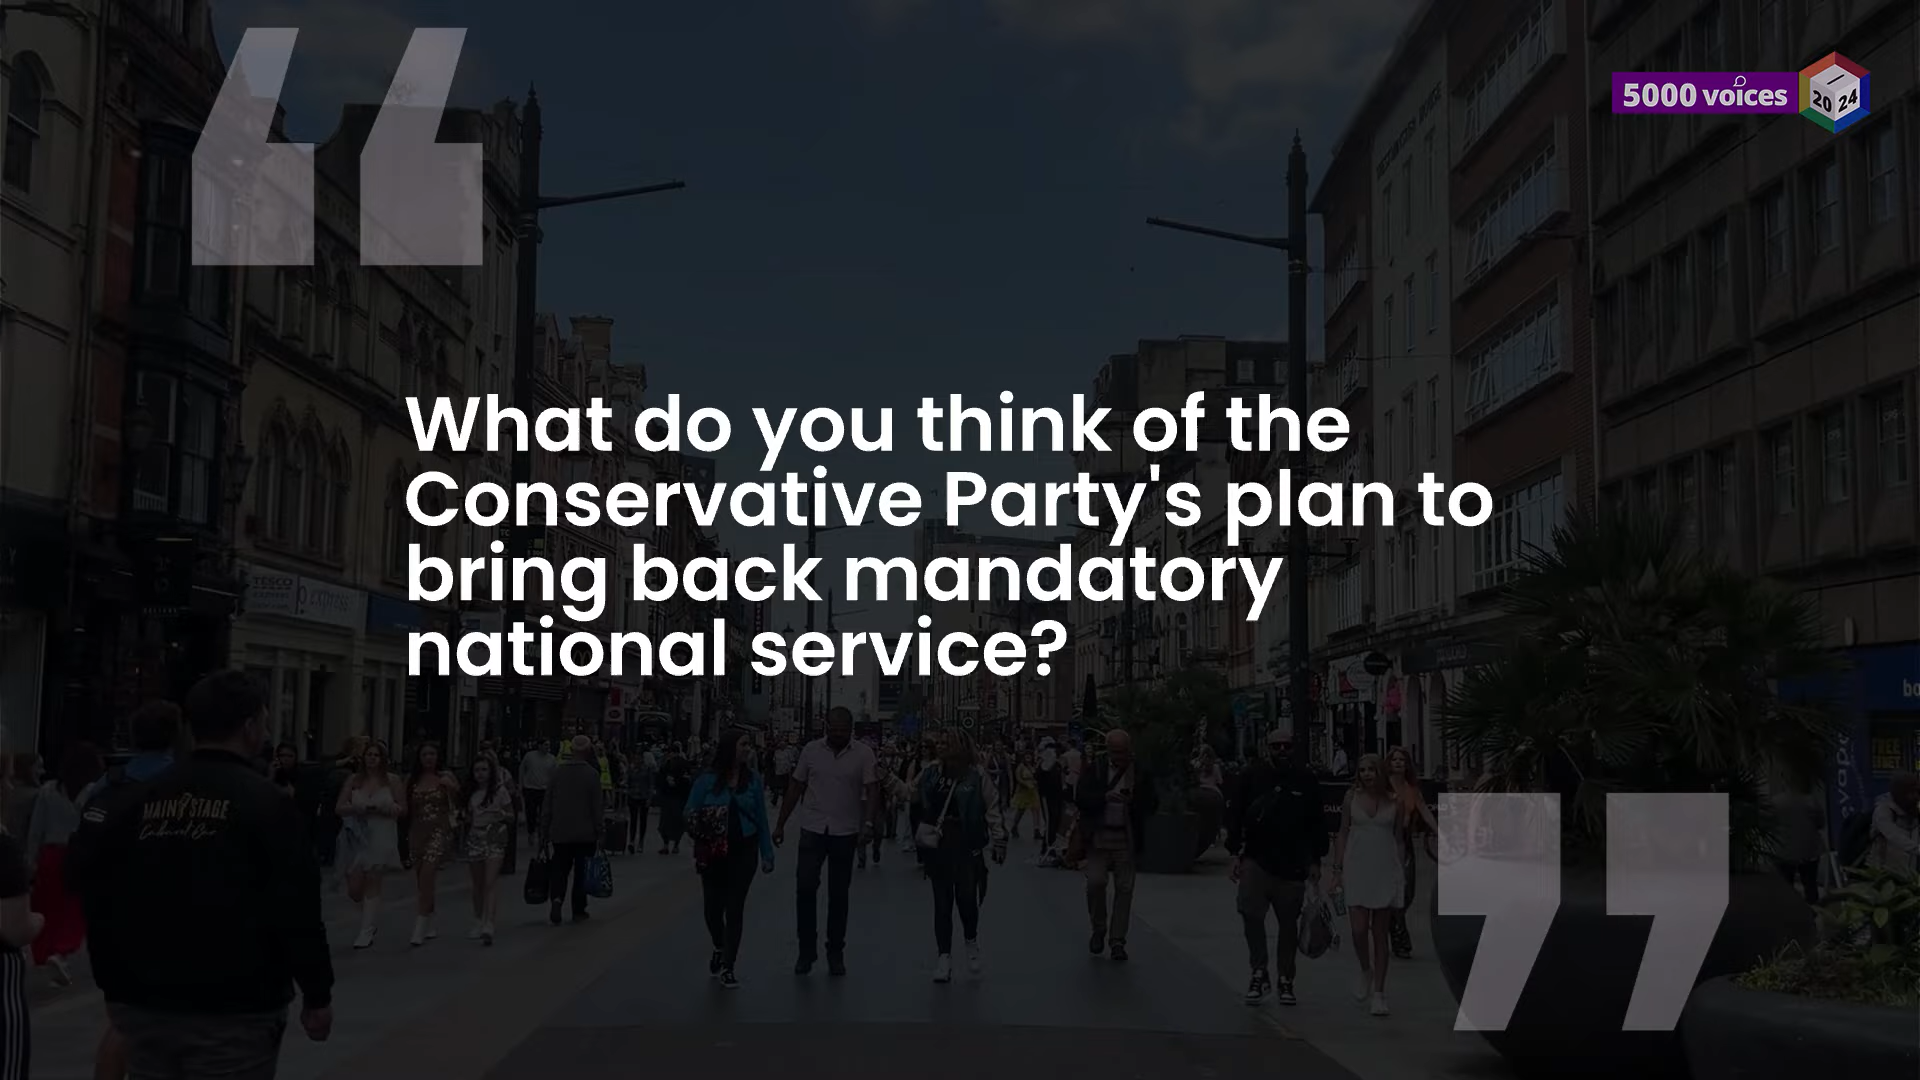 5000 voices
20 24
What do you think of the
Conservative Party's plan to
bring back mandatory
national service?
TESCO
express
MAIN STAGE